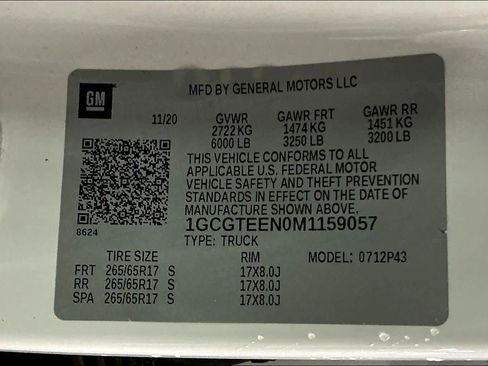 GM
MFD BY GENERAL MOTORS LLC
11/20 GVWR GAWR FRT GAWR RR
2722 KG 1474 KG 1451 KG
6000 LB 3250 LB 3200 LB
THIS VEHICLE CONFORMS TO ALL
APPLICABLE U.S. FEDERAL MOTOR
VEHICLE SAFETY AND THEFT PREVENTION
STANDARDS IN EFFECT ON THE DATE OF
MANUFACTURE SHOWN ABOVE.
8624 1GCGTEEN0M1159057
TYPE: TRUCK
TIRE SIZE RIM MODEL: 0712P43
FRT 265/65R17 S 17X8.0J
RR 265/65R17 S 17X8.0J
SPA 265/65R17 S 17X8.0J